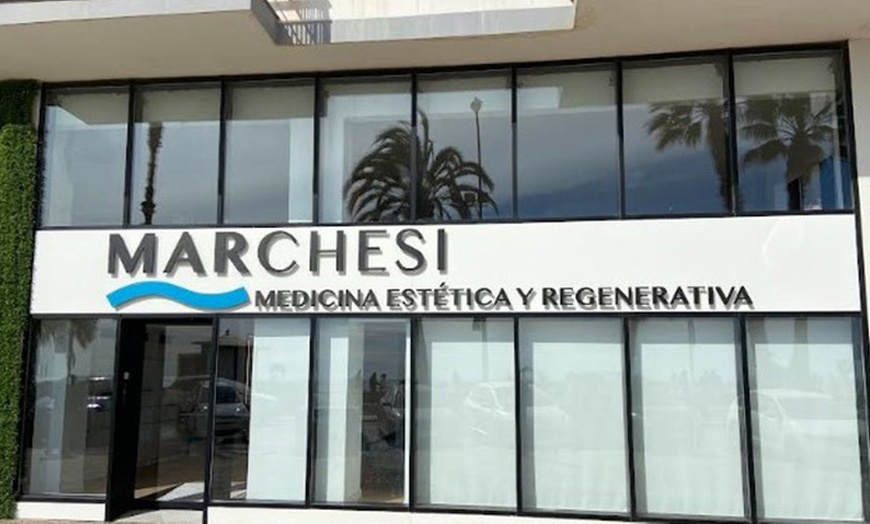 MARCHESI
MEDICINA ESTÉTICA Y REGENERATIVA